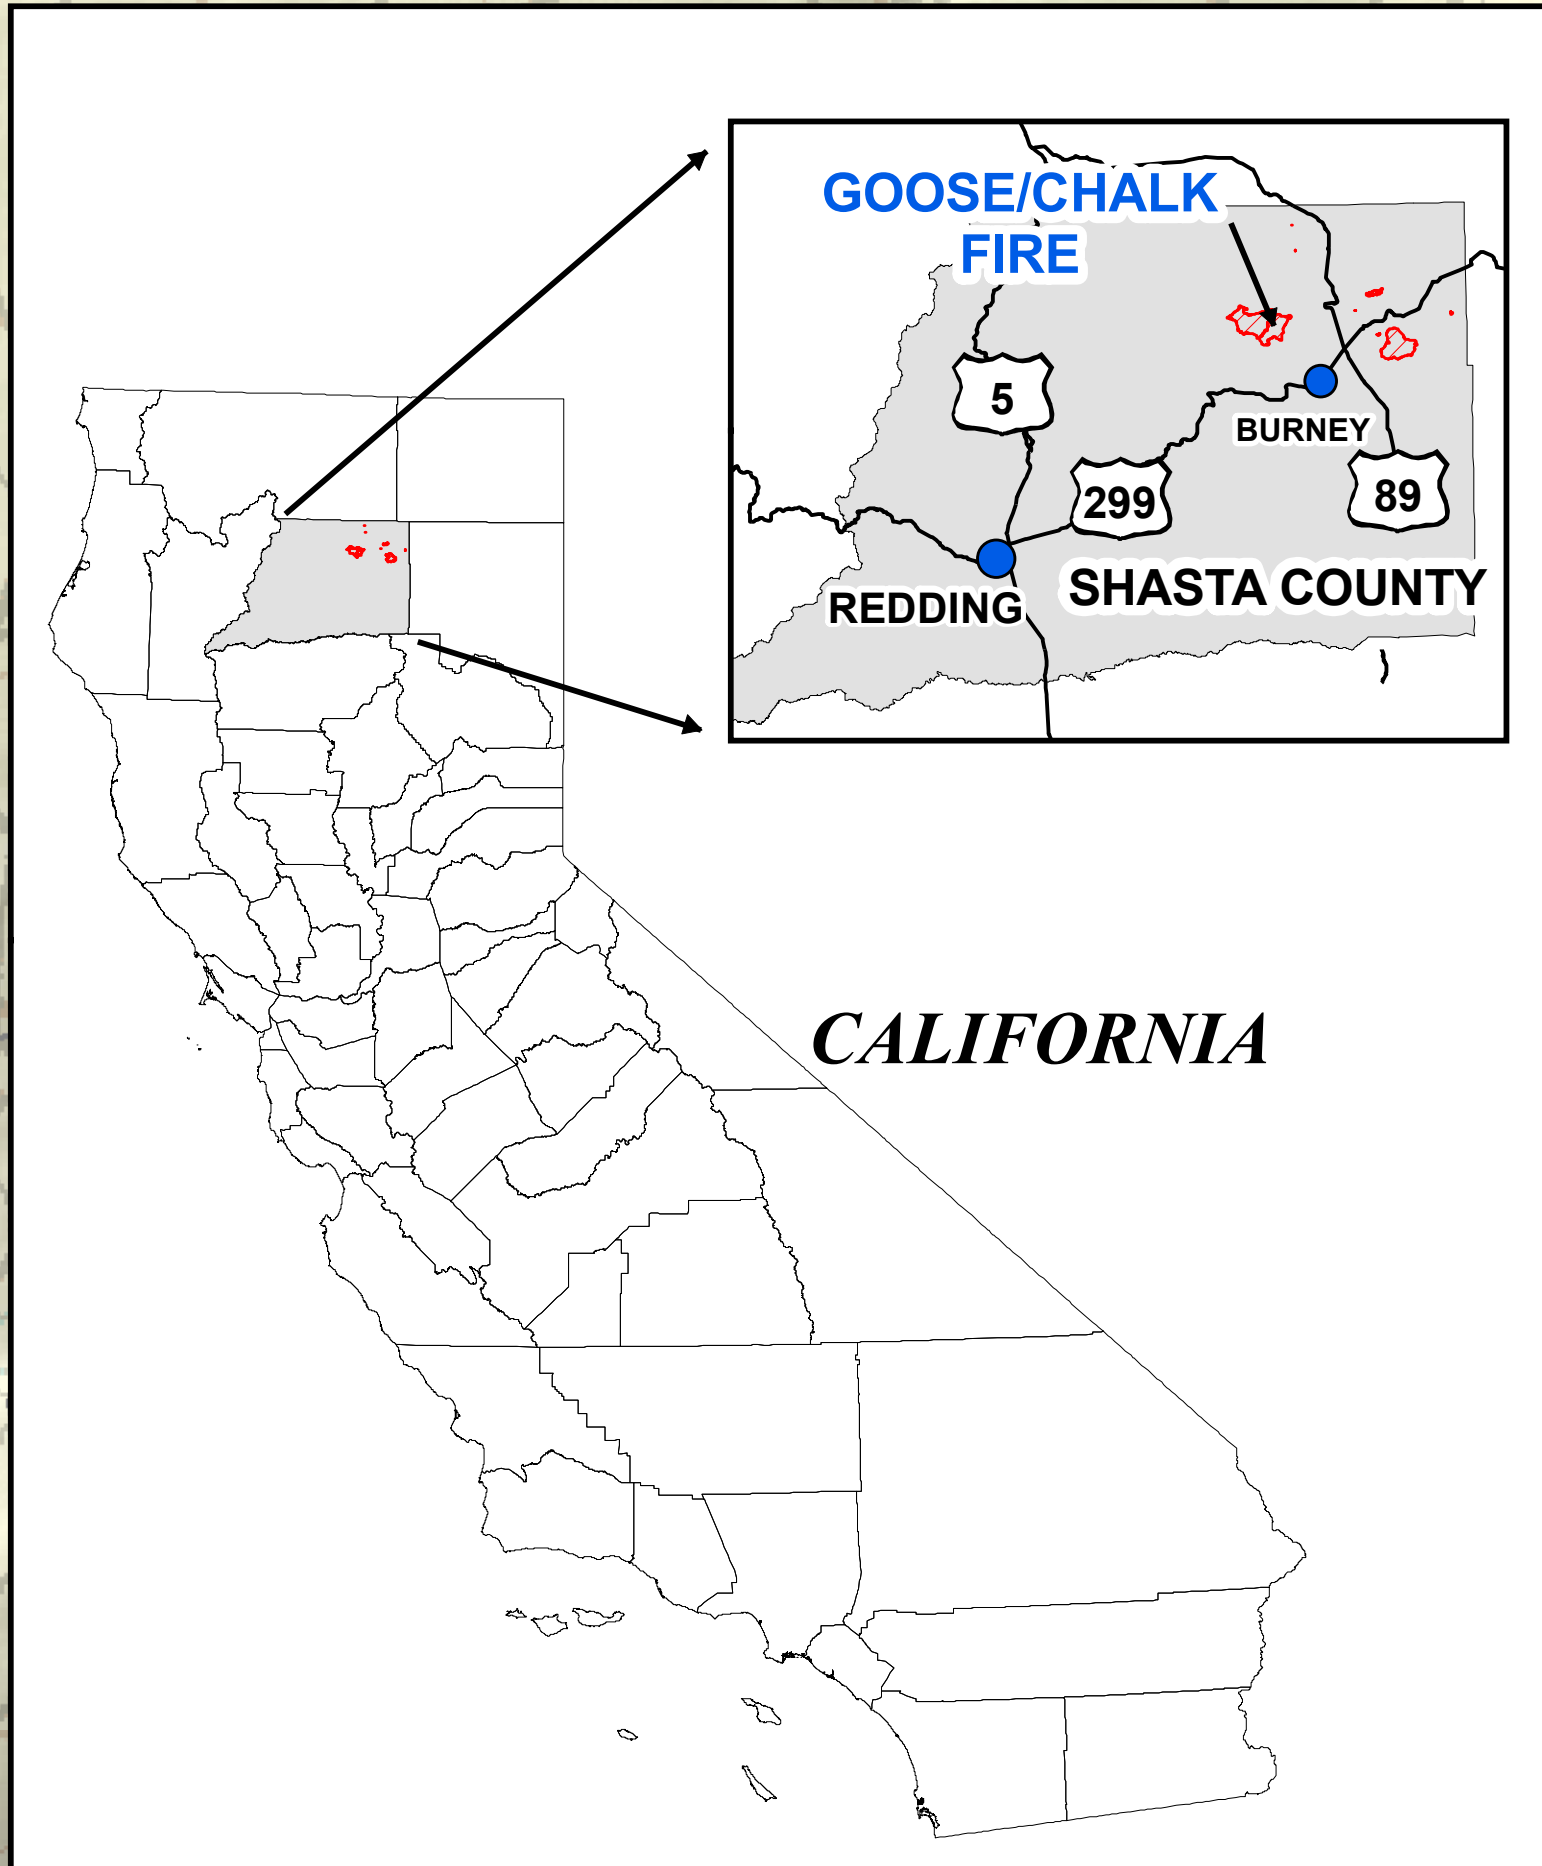 GOOSE/CHALK
FIRE
5
BURNEY
299
89
SHASTA COUNTY
REDDING
CALIFORNIA